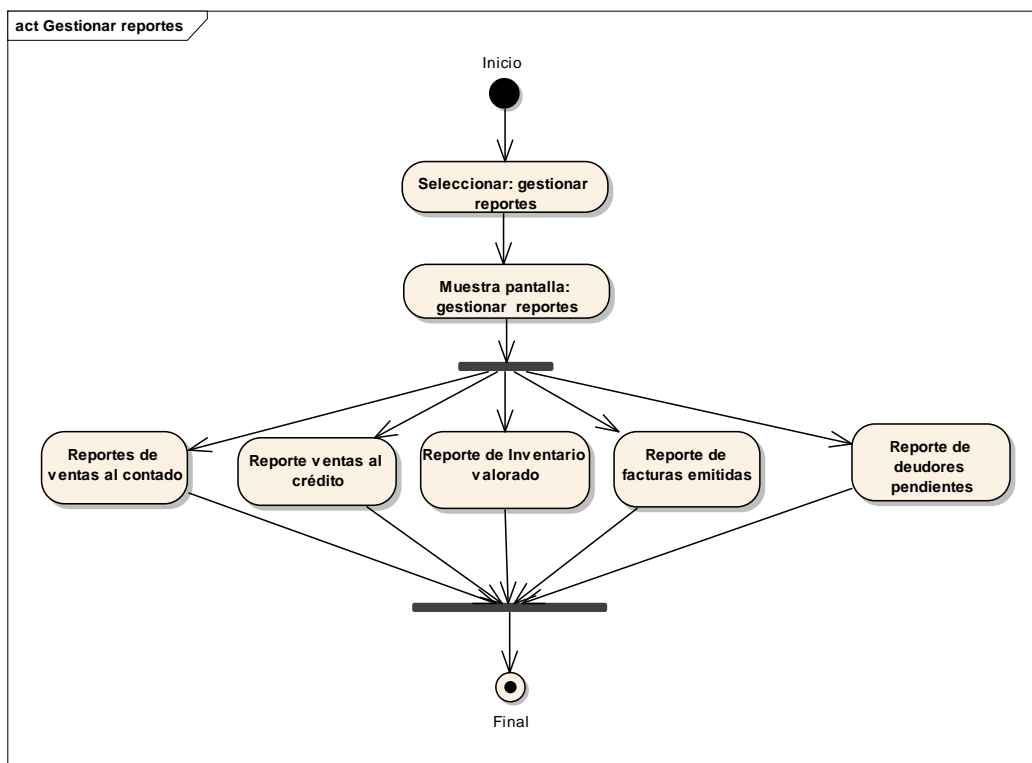 act Gestionar reportes
Inicio
Seleccionar: gestionar
reportes
Muestra pantalla:
gestionar reportes
Reportes de
ventas al contado
Reporte ventas al
crédito
Reporte de Inventario
valorado
Reporte de
facturas emitidas
Reporte de
deudores
pendientes
Final